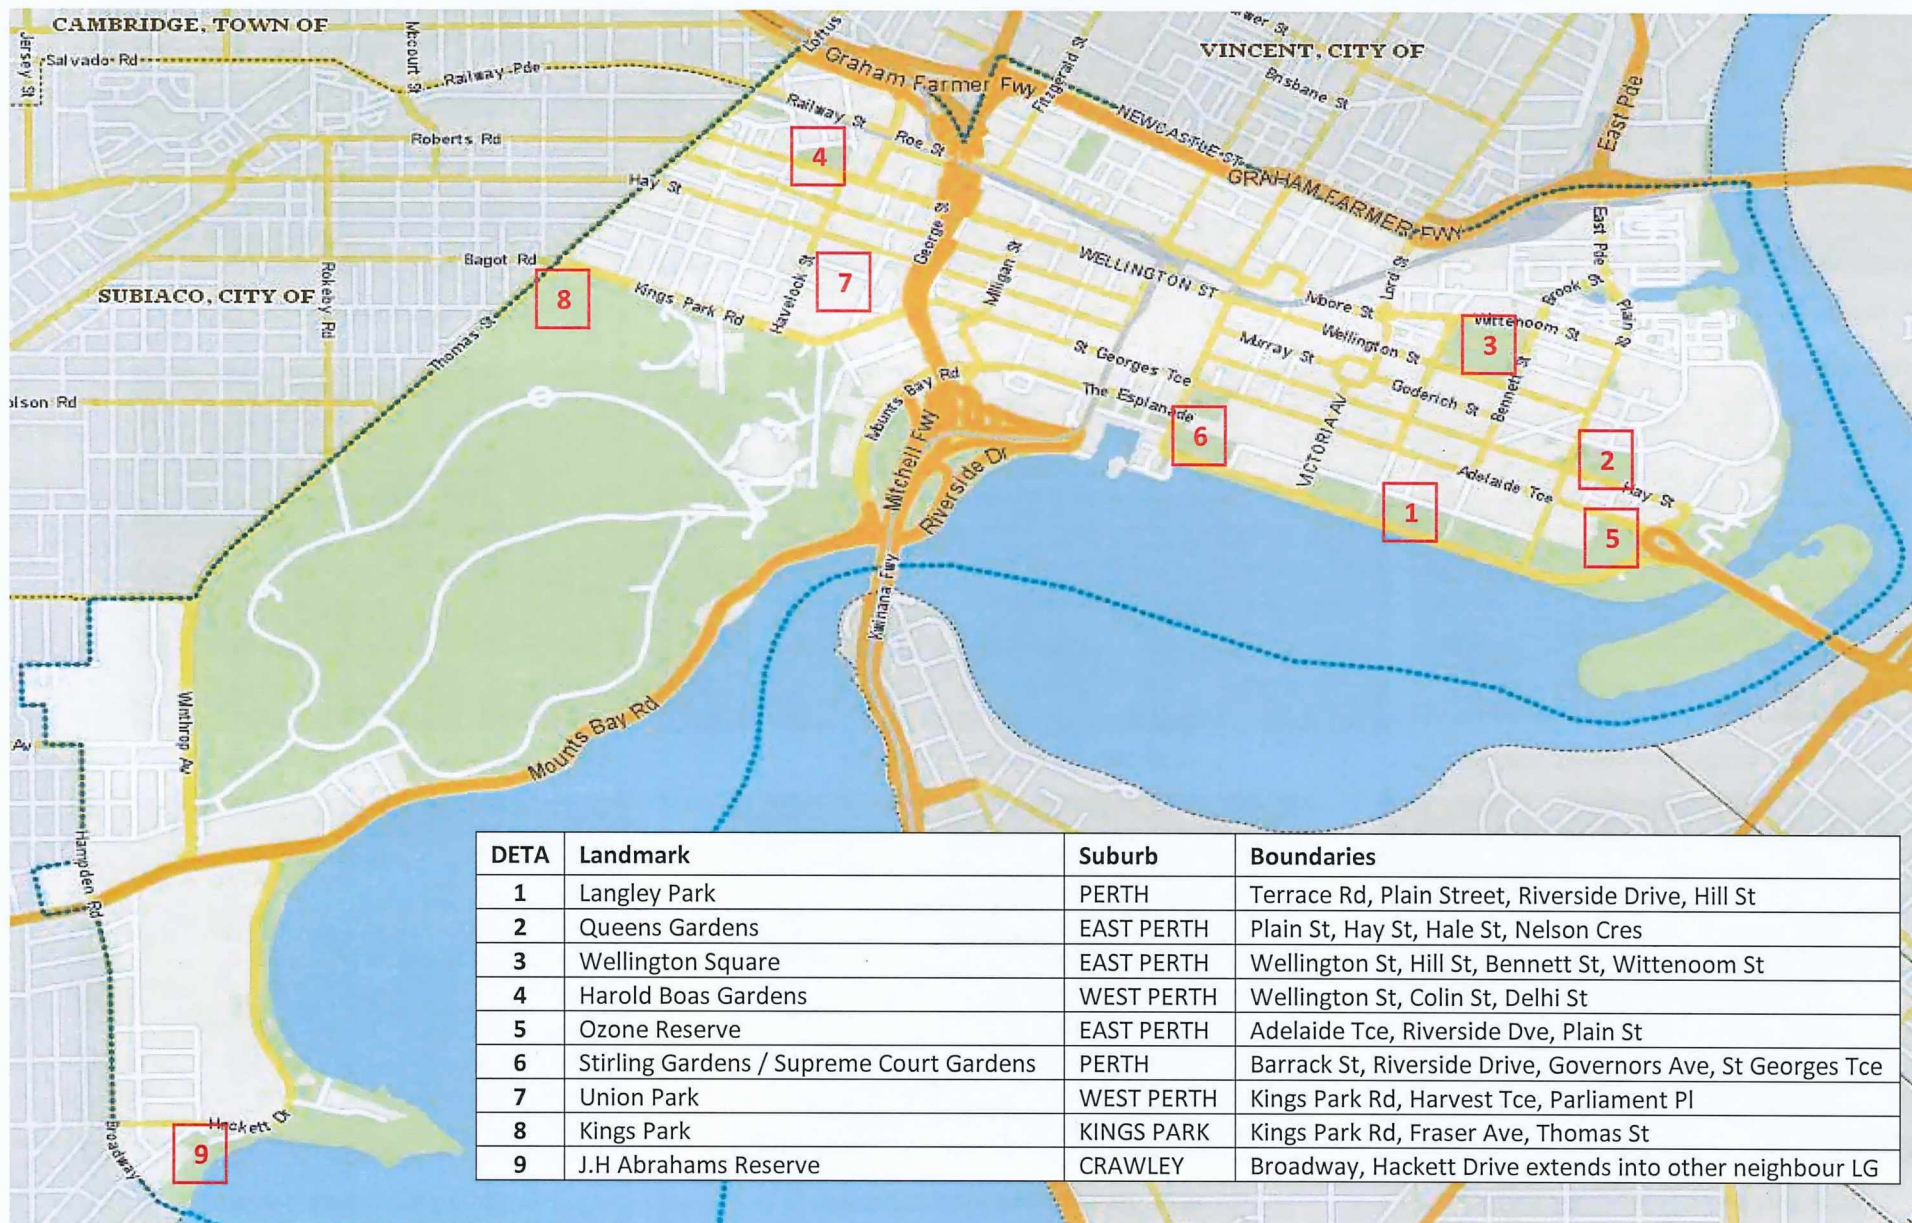 CAMBRIDGE, TOWN OF
VINCENT, CITY OF
Jersey St
Salvado Rd
Railway Pde
Loftus
Graham Farmer Fwy
Fitzgerald St
Brisbane St
East Pde
Roberts Rd
Railway St
Roe St
NEWCASTLE ST
GRAHAM FARMER FWY
4
Hay St
George St
Milligan St
WELLINGTON ST
Lord St
East Pde
Bagot Rd
SUBIACO, CITY OF
Rokeby Rd
8
Kings Park Rd
Havelock St
7
Moore St
Brook St
Plain St
Wittenoom St
3
Wellington St
Murray St
Thomas St
St Georges Tce
The Esplanade
Goderich St
Bennett St
olson Rd
Mounts Bay Rd
Mitchell Fwy
Riverside Dr
6
VICTORIA AV
2
Hay St
Adelaide Tce
1
5
Kwinana Fwy
Winthrop Av
Mounts Bay Rd
Av
Hampden Rd
Hackett Dr
Broadway
9
DETA Landmark Suburb Boundaries
1 Langley Park PERTH Terrace Rd, Plain Street, Riverside Drive, Hill St
2 Queens Gardens EAST PERTH Plain St, Hay St, Hale St, Nelson Cres
3 Wellington Square EAST PERTH Wellington St, Hill St, Bennett St, Wittenoom St
4 Harold Boas Gardens WEST PERTH Wellington St, Colin St, Delhi St
5 Ozone Reserve EAST PERTH Adelaide Tce, Riverside Dve, Plain St
6 Stirling Gardens / Supreme Court Gardens PERTH Barrack St, Riverside Drive, Governors Ave, St Georges Tce
7 Union Park WEST PERTH Kings Park Rd, Harvest Tce, Parliament Pl
8 Kings Park KINGS PARK Kings Park Rd, Fraser Ave, Thomas St
9 J.H Abrahams Reserve CRAWLEY Broadway, Hackett Drive extends into other neighbour LG